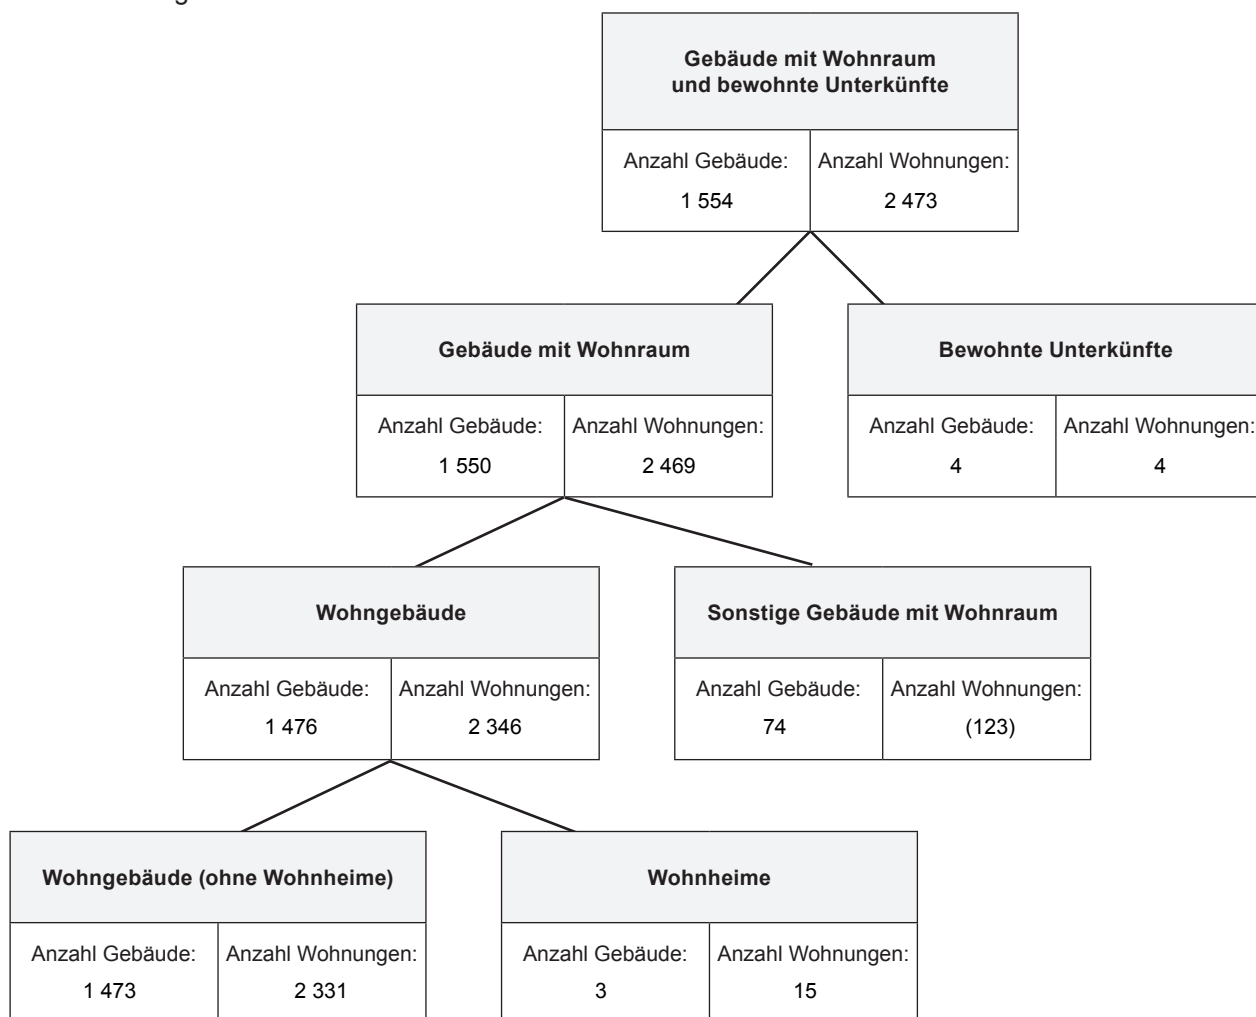 Gebäude mit Wohnraum
und bewohnte Unterkünfte
Anzahl Gebäude: Anzahl Wohnungen:
1 554 2 473
Gebäude mit Wohnraum Bewohnte Unterkünfte
Anzahl Gebäude: Anzahl Wohnungen: Anzahl Gebäude: Anzahl Wohnungen:
1 550 2 469 4 4
Wohngebäude Sonstige Gebäude mit Wohnraum
Anzahl Gebäude: Anzahl Wohnungen: Anzahl Gebäude: Anzahl Wohnungen:
1 476 2 346 74 (123)
Wohngebäude (ohne Wohnheime) Wohnheime
Anzahl Gebäude: Anzahl Wohnungen: Anzahl Gebäude: Anzahl Wohnungen:
1 473 2 331 3 15